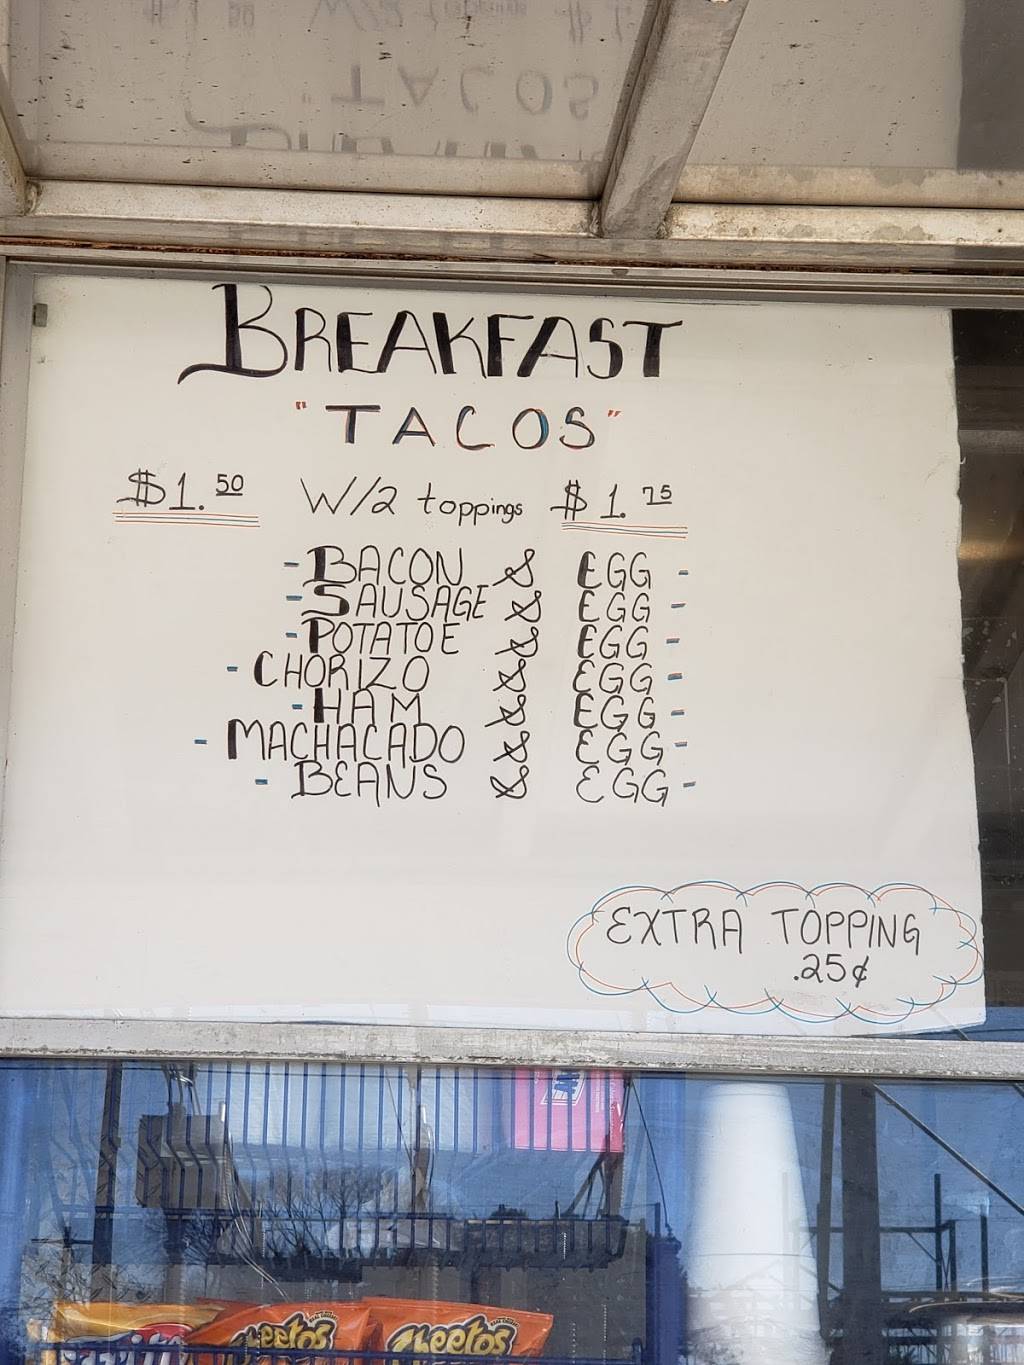 BREAKFAST
"TACOS"
$1.50 W/2 toppings $1.75
- BACON & EGG -
- SAUSAGE & EGG -
- POTATOE & EGG -
- CHORIZO & EGG -
- HAM & EGG -
- MACHACADO & EGG -
- BEANS & EGG -
EXTRA TOPPING
.25¢
Cheetos Cheetos